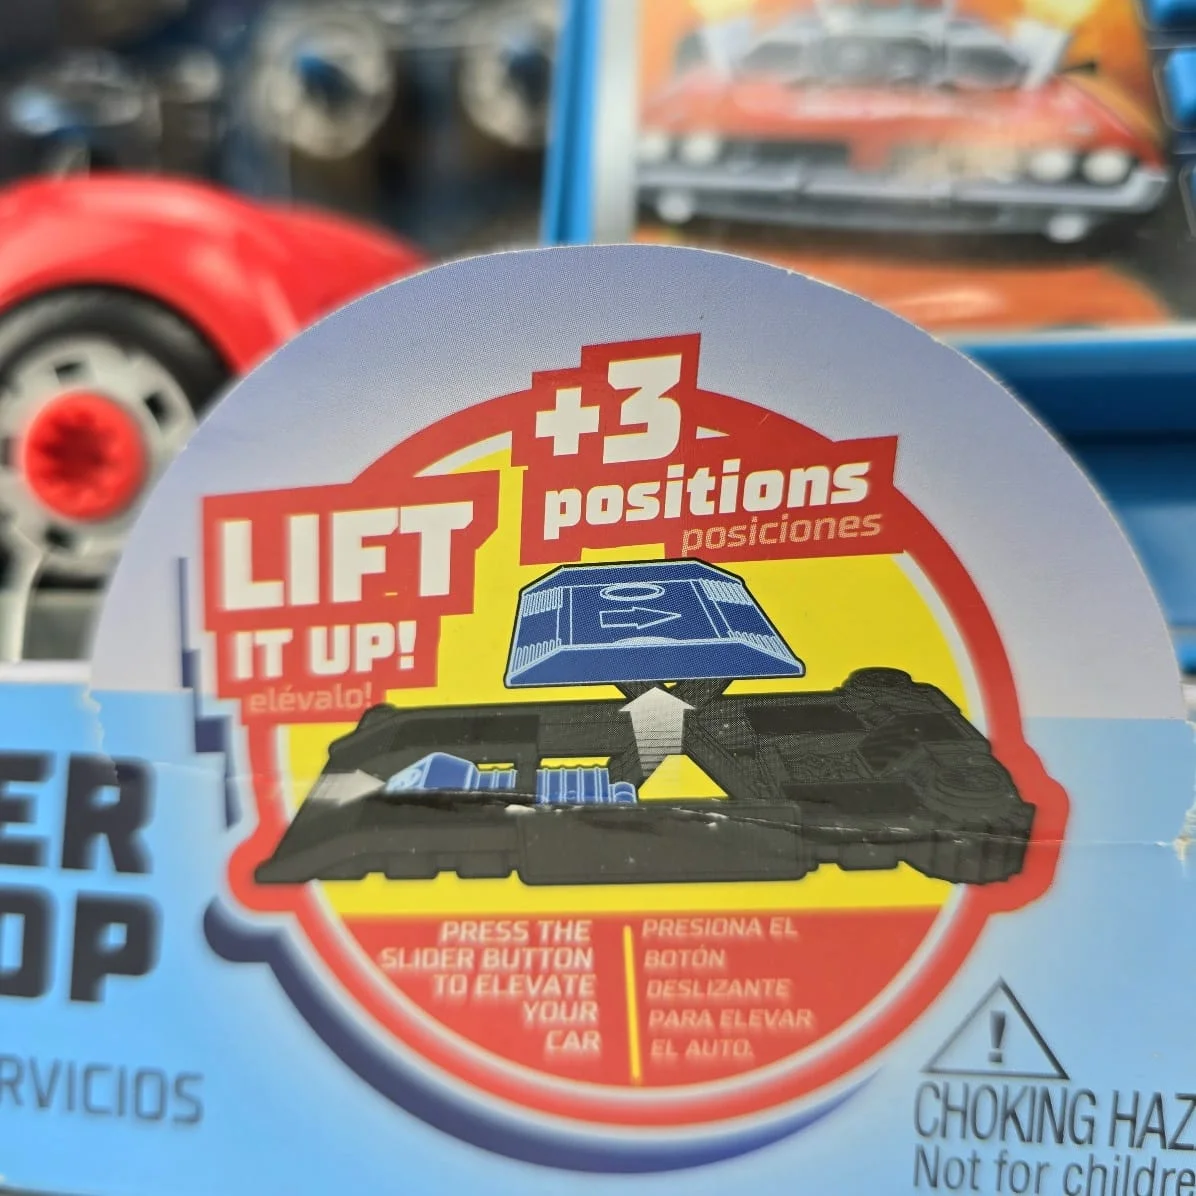 +3
positions
posiciones
LIFT
IT UP!
elévalo!
PRESS THE
SLIDER BUTTON
TO ELEVATE
YOUR
CAR
PRESIONA EL
BOTÓN
DESLIZANTE
PARA ELEVAR
EL AUTO.
ER
OP
RVICIOS
CHOKING HAZ
Not for childre